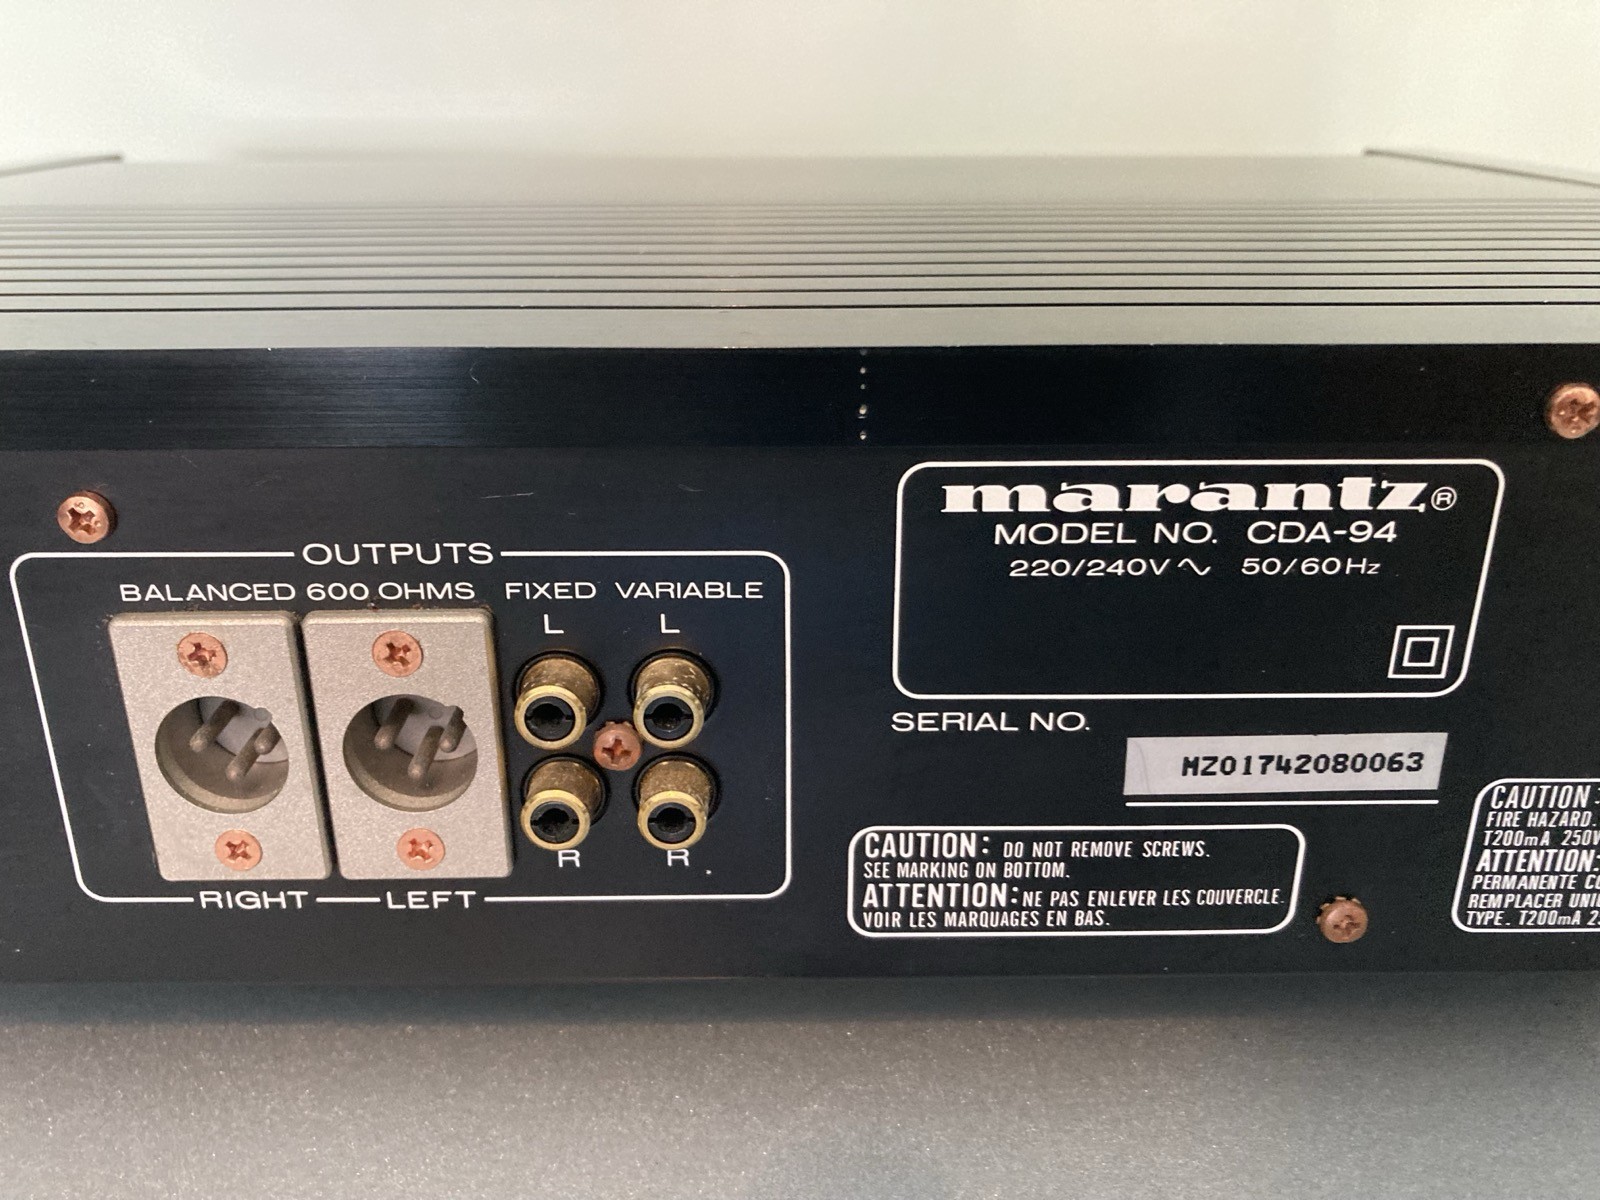 OUTPUTS
BALANCED 600 OHMS FIXED VARIABLE
L L
R R
RIGHT LEFT
marantz®
MODEL NO. CDA-94
220/240V∿ 50/60Hz
SERIAL NO.
MZ01742080063
CAUTION: DO NOT REMOVE SCREWS.
SEE MARKING ON BOTTOM.
ATTENTION: NE PAS ENLEVER LES COUVERCLE.
VOIR LES MARQUAGES EN BAS.
CAUTION:
FIRE HAZARD.
T200mA 250V
ATTENTION:
PERMANENTE
REMPLACER
TYPE. T200mA